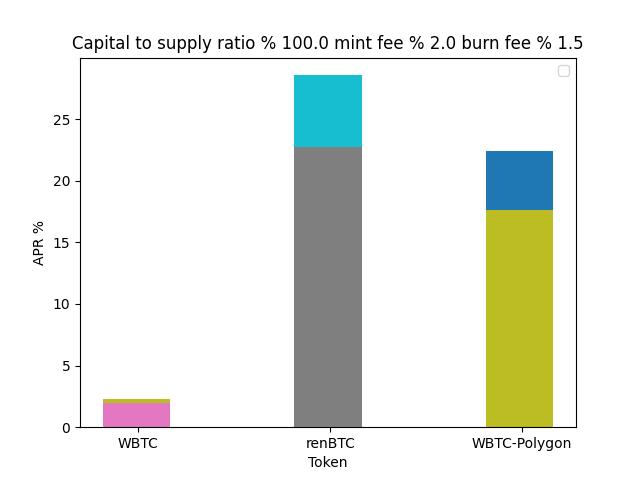 Capital to supply ratio % 100.0 mint fee % 2.0 burn fee % 1.5
25
20
15
10
5
0
APR %
WBTC renBTC WBTC-Polygon
Token